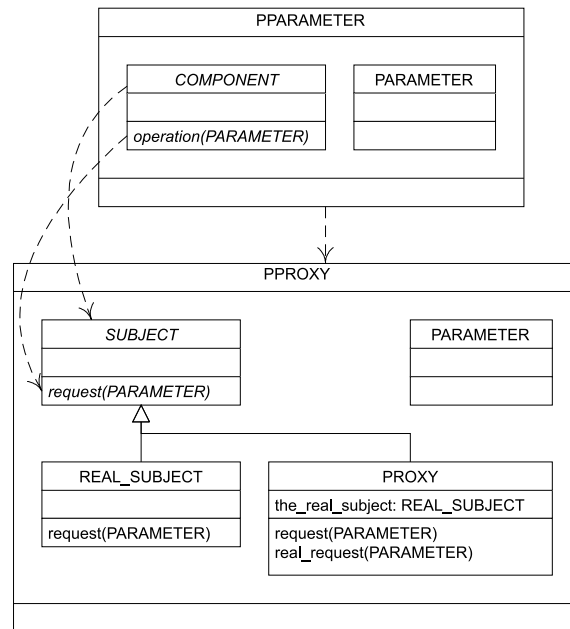 PPARAMETER
COMPONENT
PARAMETER
operation(PARAMETER)
PPROXY
SUBJECT
PARAMETER
request(PARAMETER)
REAL_SUBJECT
PROXY
the_real_subject: REAL_SUBJECT
request(PARAMETER)
request(PARAMETER)
real_request(PARAMETER)